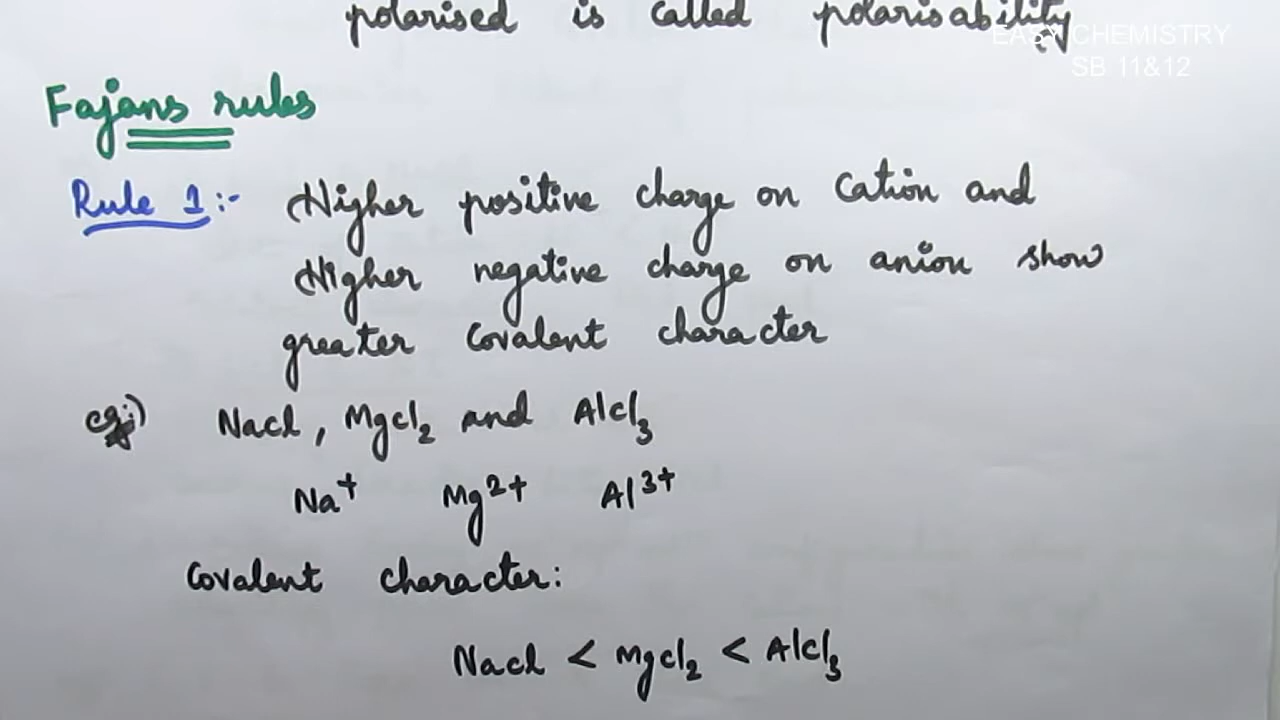 polarised is called polarisability
EASY CHEMISTRY
SB 11&12
Fajans rules
Rule 1:- Higher positive charge on Cation and
Higher negative charge on anion show
greater covalent character
eg:) NaCl, MgCl₂ and AlCl₃
Na⁺ Mg²⁺ Al³⁺
Covalent character:
NaCl < MgCl₂ < AlCl₃